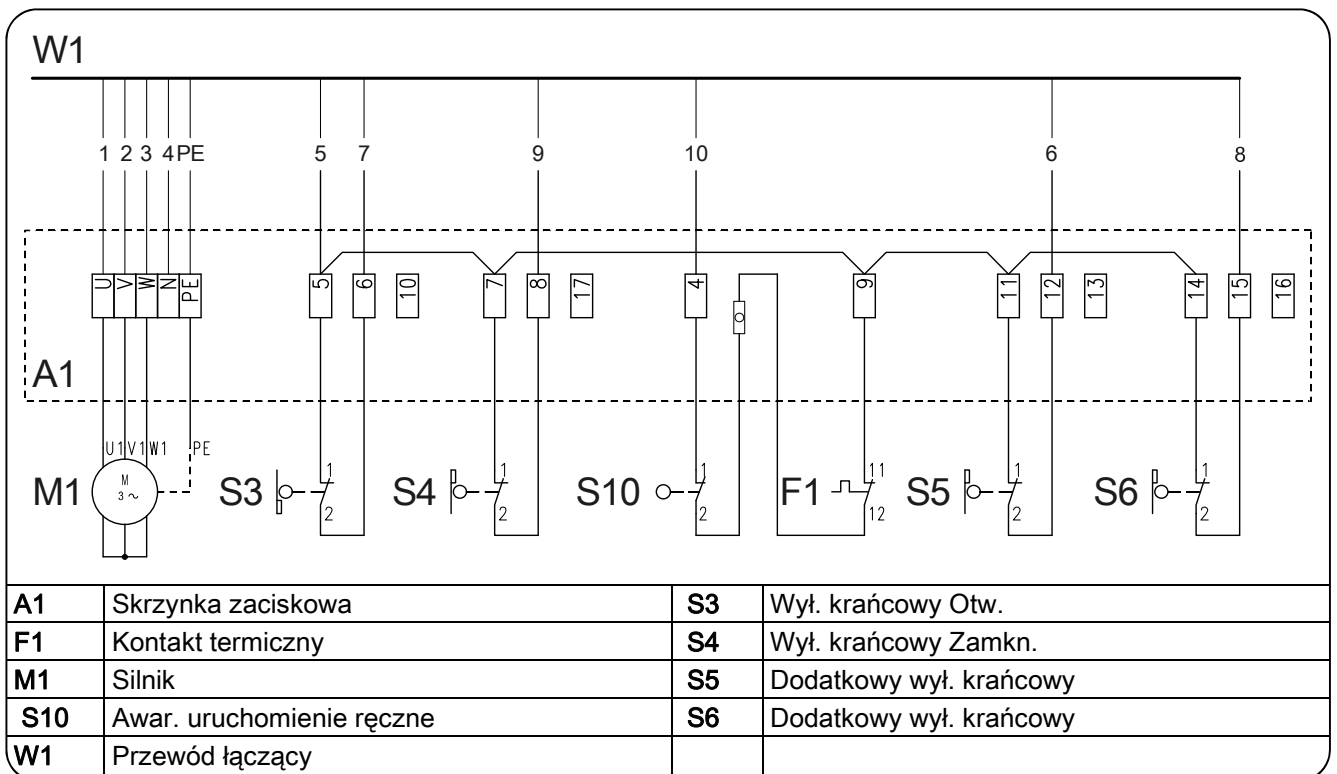 W1
1 2 3 4 PE 5 7 9 10 6 8
U V W N PE 5 6 10 7 8 17 4 9 11 12 13 14 15 16
A1
U1 V1 W1 PE
M1 M 3 ~ S3 1 2 S4 1 2 S10 1 2 F1 11 12 S5 1 2 S6 1 2
A1 Skrzynka zaciskowa S3 Wył. krańcowy Otw.
F1 Kontakt termiczny S4 Wył. krańcowy Zamkn.
M1 Silnik S5 Dodatkowy wył. krańcowy
S10 Awar. uruchomienie ręczne S6 Dodatkowy wył. krańcowy
W1 Przewód łączący